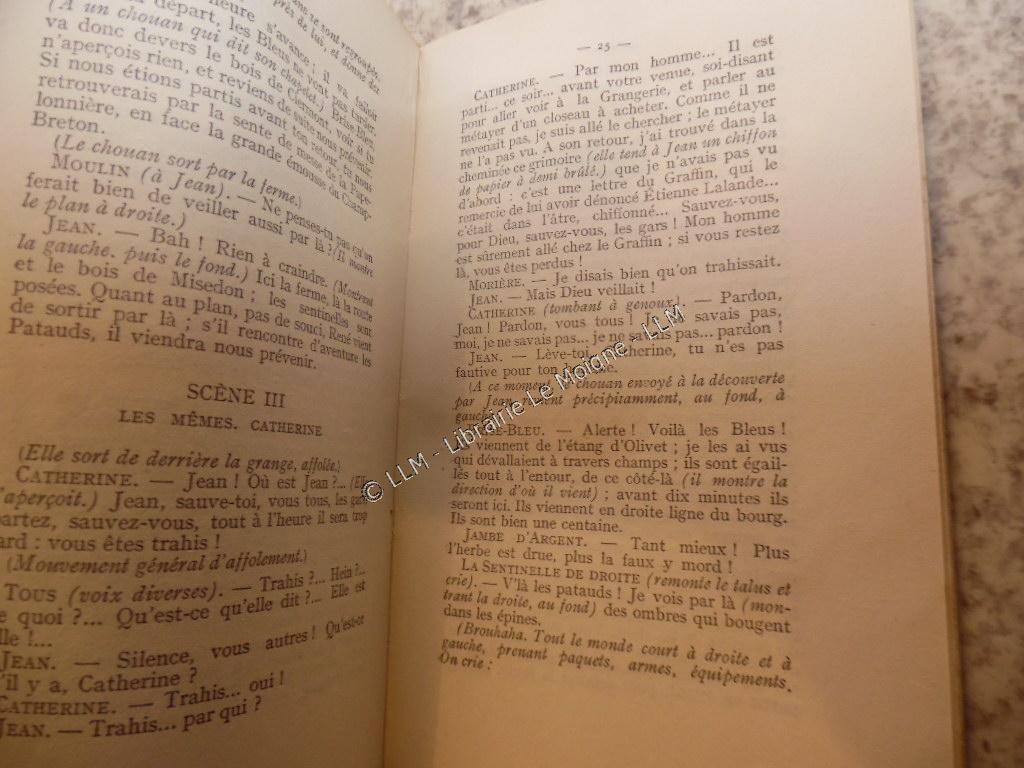 départ, les Bleus ne vont pas tarder.
(A un chouan qui dit son chapelet.) Brise-Bleu,
va donc devers le bois de Clermont, voir si tu
n'aperçois rien, et reviens de suite nous prévenir.
Si nous étions partis avant ton retour, tu nous
retrouverais par la sente de messe de la Pape-
lonnière, en face la grande émousse du Champ-
Breton.
(Le chouan sort par la ferme.)
MOULIN (à Jean). — Ne penses-tu pas qu'on
ferait bien de veiller aussi par là ? (Il montre
le plan à droite.)
JEAN. — Bah ! Rien à craindre. (Montrant
la gauche, puis le fond.) Ici la ferme, là la route
et le bois de Misedon ; les sentinelles sont
posées. Quant au plan, pas de souci, René vient
de sortir par là ; s'il rencontre d'aventure les
Patauds, il viendra nous prévenir.
SCÈNE III
LES MÊMES. CATHERINE
(Elle sort de derrière la grange, affolée.)
CATHERINE. — Jean ! Où est Jean ?... (Elle
l'aperçoit.) Jean, sauve-toi, vous tous, les gars
partez, sauvez-vous, tout à l'heure il sera trop
tard : vous êtes trahis !
(Mouvement général d'affolement.)
TOUS (voix diverses). — Trahis ?... Hein ?...
De quoi ?... Qu'est-ce qu'elle dit ?... Elle est
folle !...
JEAN. — Silence, vous autres ! Qu'est-ce
qu'il y a, Catherine ?
CATHERINE. — Trahis... oui !
JEAN. — Trahis... par qui ?
— 25 —
CATHERINE. — Par mon homme... Il est
parti... ce soir... avant votre venue, soi-disant
pour aller voir à la Grangerie, et parler au
métayer d'un closeau à acheter. Comme il ne
revenait pas, je suis allé le chercher ; le métayer
ne l'a pas vu. A son retour, j'ai trouvé dans la
cheminée ce grimoire (elle tend à Jean un chiffon
de papier à demi brûlé.) que je n'avais pas vu
d'abord : c'est une lettre du Graffin, qui le
remercie de lui avoir dénoncé Étienne Lalande...
c'était dans l'âtre, chiffonné... Sauvez-vous,
pour Dieu, sauvez-vous, les gars ! Mon homme
est sûrement allé chez le Graffin ; si vous restez
là, vous êtes perdus !
MORIÈRE. — Je disais bien qu'on trahissait.
JEAN. — Mais Dieu veillait !
CATHERINE (tombant à genoux). — Pardon,
Jean ! Pardon, vous tous ! Je ne savais pas,
moi, je ne savais pas... je ne savais pas... pardon !
JEAN. — Lève-toi, Catherine, tu n'es pas
fautive pour ton homme.
(A ce moment le chouan envoyé à la découverte
par Jean revient précipitamment, au fond, à
gauche.)
BRISE-BLEU. — Alerte ! Voilà les Bleus !
Ils viennent de l'étang d'Olivet ; je les ai vus
qui dévallaient à travers champs ; ils sont égail-
lés tout à l'entour, de ce côté-là (il montre la
direction d'où il vient) ; avant dix minutes ils
seront ici. Ils viennent en droite ligne du bourg.
Ils sont bien une centaine.
JAMBE D'ARGENT. — Tant mieux ! Plus
l'herbe est drue, plus la faux y mord !
LA SENTINELLE DE DROITE (remonte le talus et
crie). — V'là les patauds ! Je vois par là (mon-
trant la droite, au fond) des ombres qui bougent
dans les épines.
(Brouhaha. Tout le monde court à droite et à
gauche, prenant paquets, armes, équipements.
On crie :
© LLM - Librairie Le Moigne - LLM